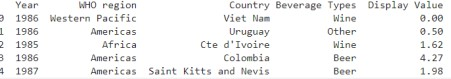 Year WHO region Country Beverage Types Display Value
0 1986 Western Pacific Viet Nam Wine 0.00
1 1986 Americas Uruguay Other 0.50
2 1985 Africa Cte d'Ivoire Wine 1.62
3 1986 Americas Colombia Beer 4.27
4 1987 Americas Saint Kitts and Nevis Beer 1.98